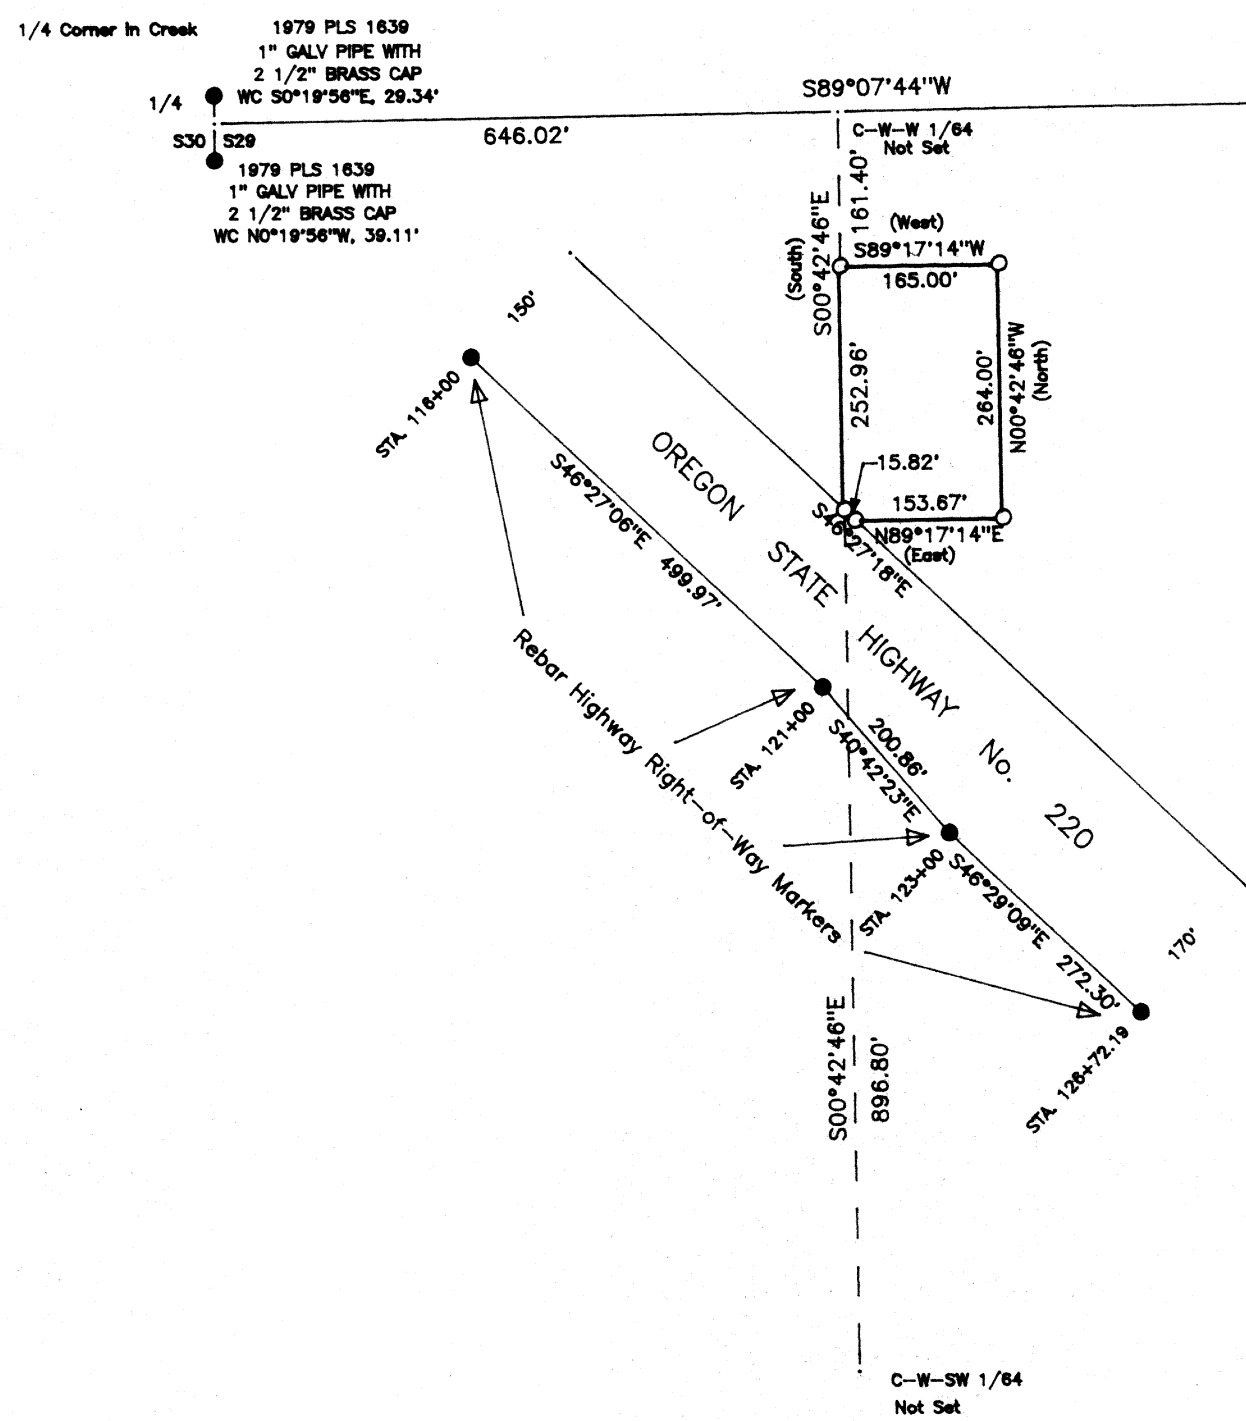 1/4 Corner In Creek
1979 PLS 1639
1" GALV PIPE WITH
2 1/2" BRASS CAP
WC S0°19'56"E, 29.34'
1/4
S30
S29
1979 PLS 1639
1" GALV PIPE WITH
2 1/2" BRASS CAP
WC N0°19'56"W, 39.11'
646.02'
S89°07'44"W
C-W-W 1/64
Not Set
161.40'
S00°42'46"E
(South)
(West)
S89°17'14"W
165.00'
252.96'
264.00'
N00°42'46"W
(North)
15.82'
153.67'
N89°17'14"E
(East)
S46°27'18"E
150'
STA. 116+00
S46°27'06"E 499.97'
OREGON
STATE
HIGHWAY
No.
220
Rebar Highway Right-of-Way Markers
STA. 121+00
200.86'
S40°42'23"E
STA. 123+00
S46°29'09"E 272.30'
170'
STA. 126+72.19
S00°42'46"E
896.80'
C-W-SW 1/64
Not Set